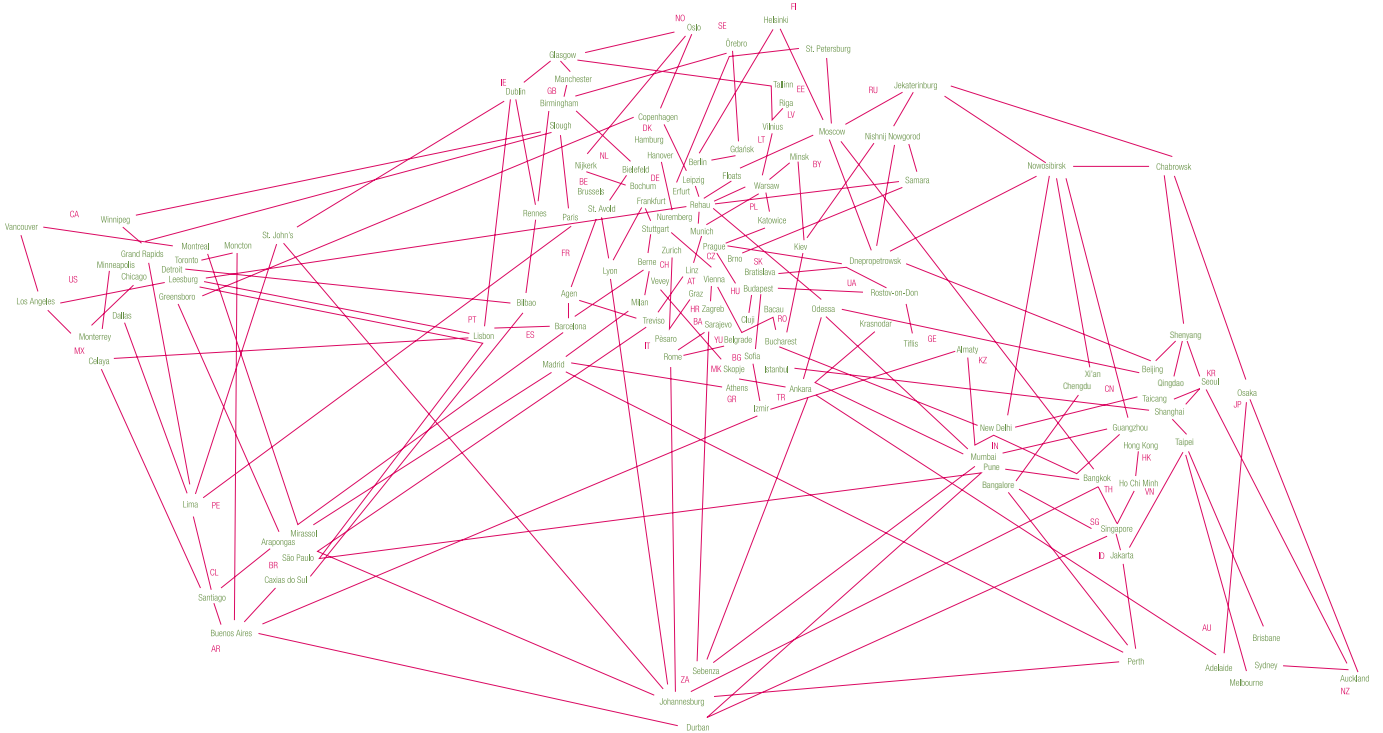 FI
NO
Helsinki
SE
Oslo
Örebro
St. Petersburg
Glasgow
Manchester
IE
Dublin
GB
Tallinn
EE
RU
Jekaterinburg
Birmingham
Riga
LV
Copenhagen
DK
Slough
Vilnius
Moscow
Nishnij Nowgorod
Hamburg
LT
Gdańsk
NL
Hanover
Berlin
Minsk
BY
Nijkerk
Bielefeld
Nowosibirsk
Chabrowsk
BE
DE
Leipzig
Floats
Brussels
Bochum
Erfurt
Warsaw
Samara
Frankfurt
Rehau
PL
St. Avold
CA
Winnipeg
Rennes
Paris
Nuremberg
Katowice
Vancouver
St. John's
Stuttgart
Munich
Montreal
Moncton
Grand Rapids
FR
Zurich
Prague
Kiev
Toronto
CZ
Brno
SK
Dnepropetrowsk
Minneapolis
Detroit
Berne
CH
Linz
Bratislava
Chicago
US
Leesburg
Lyon
Vevey
AT
Vienna
UA
Greensboro
Agen
Graz
HU
Budapest
Rostov-on-Don
Los Angeles
Bilbao
Milan
HR
Zagreb
Bacau
Odessa
Dallas
PT
Treviso
BA
Cluji
RO
Krasnodar
Barcelona
Sarajevo
Monterrey
Lisbon
ES
Pèsaro
YU
Belgrade
Bucharest
GE
Shenyang
MX
IT
Tiflis
Almaty
Celaya
Rome
BG
Sofia
KZ
Madrid
MK
Skopje
Istanbul
Beijing
KR
Xi'an
Athens
Ankara
Chengdu
CN
Qingdao
Seoul
GR
TR
Taicang
Osaka
JP
Izmir
Shanghai
New Delhi
Guangzhou
IN
Hong Kong
Taipei
Mumbai
HK
Pune
Bangalore
Bangkok
Ho Chi Minh
TH
VN
Lima
PE
SG
Singapore
Mirassol
Arapongas
São Paulo
ID
Jakarta
BR
CL
Caxias do Sul
Santiago
Buenos Aires
AR
AU
Brisbane
Perth
Adelaide
Sydney
Sebenza
ZA
Melbourne
Auckland
NZ
Johannesburg
Durban